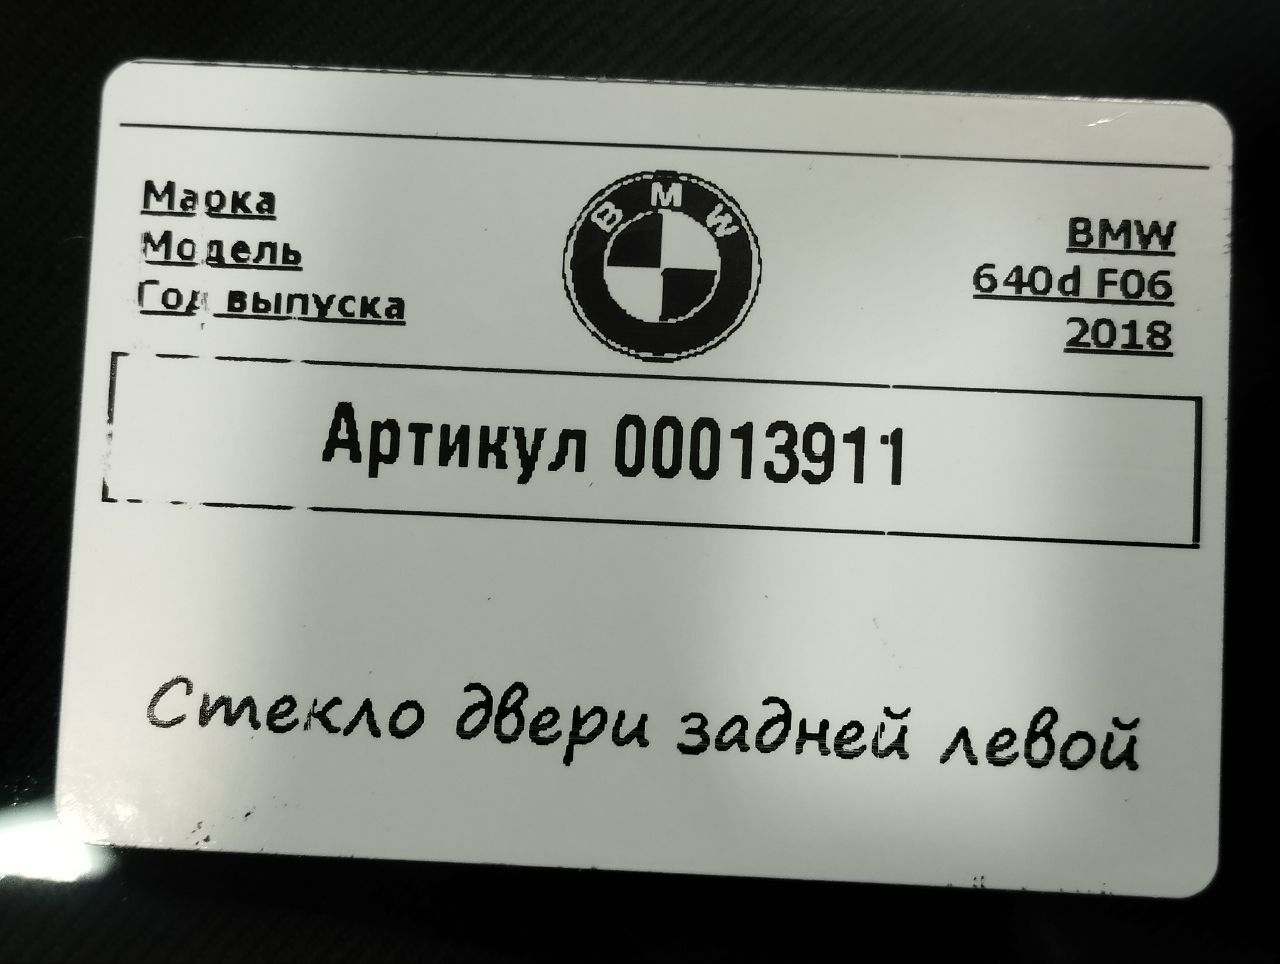 Марка
BMW
Модель
640d F06
Год выпуска
2018
BMW
Артикул 00013911
Стекло двери задней левой